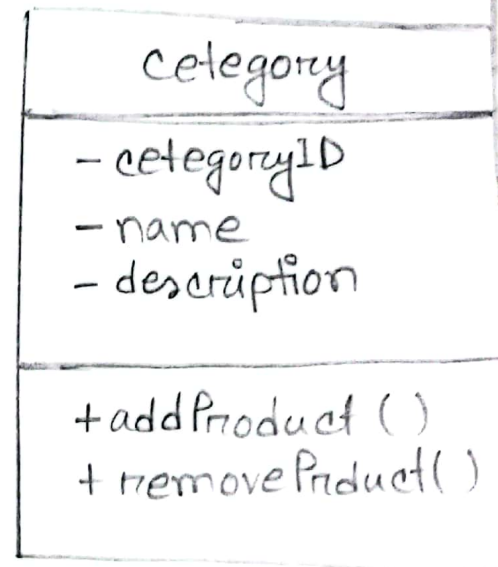 Cetegory
- cetegoryID
- name
- description
+ addProduct ( )
+ removePrduct( )